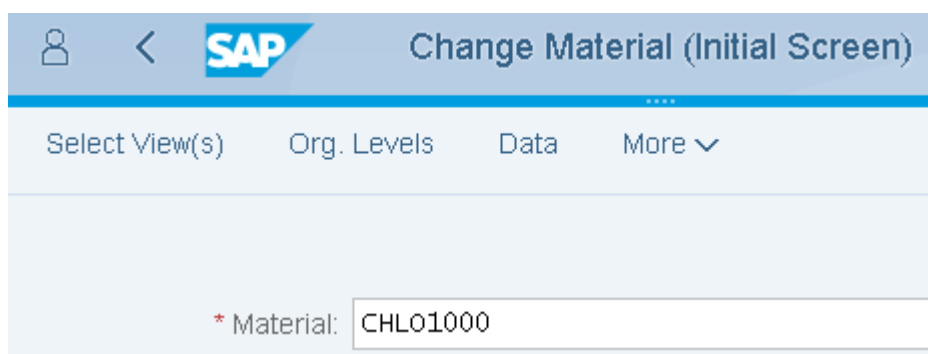 SAP Change Material (Initial Screen)
Select View(s) Org. Levels Data More
* Material: CHLO1000